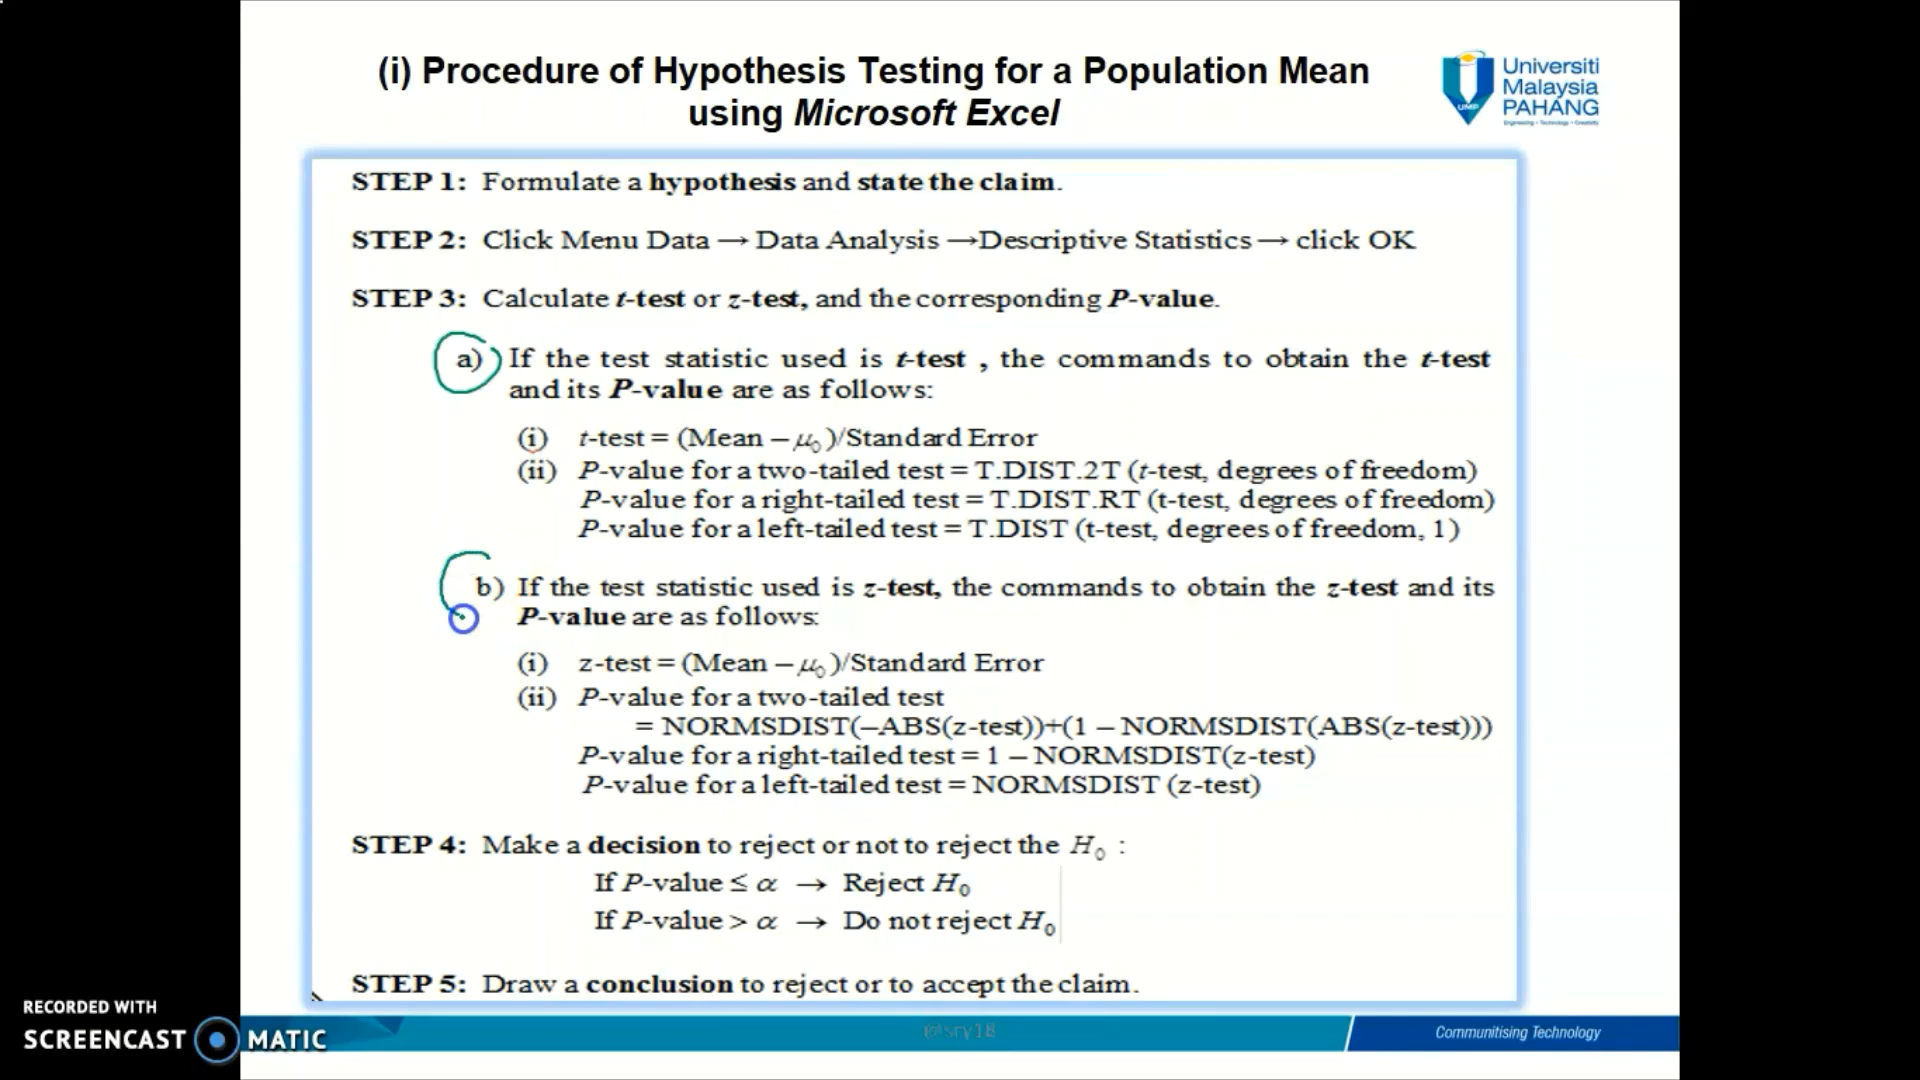 (i) Procedure of Hypothesis Testing for a Population Mean
using Microsoft Excel
Universiti
Malaysia
PAHANG
UMP
Engineering • Technology • Creativity
STEP 1: Formulate a hypothesis and state the claim.
STEP 2: Click Menu Data → Data Analysis →Descriptive Statistics → click OK
STEP 3: Calculate t-test or z-test, and the corresponding P-value.
a) If the test statistic used is t-test , the commands to obtain the t-test
and its P-value are as follows:
(i) t-test = (Mean – μ₀)/Standard Error
(ii) P-value for a two-tailed test = T.DIST.2T (t-test, degrees of freedom)
P-value for a right-tailed test = T.DIST.RT (t-test, degrees of freedom)
P-value for a left-tailed test = T.DIST (t-test, degrees of freedom, 1)
b) If the test statistic used is z-test, the commands to obtain the z-test and its
P-value are as follows:
(i) z-test = (Mean – μ₀)/Standard Error
(ii) P-value for a two-tailed test
= NORMSDIST(–ABS(z-test))+(1 – NORMSDIST(ABS(z-test)))
P-value for a right-tailed test = 1 – NORMSDIST(z-test)
P-value for a left-tailed test = NORMSDIST (z-test)
STEP 4: Make a decision to reject or not to reject the H₀ :
If P-value ≤ α → Reject H₀
If P-value > α → Do not reject H₀
STEP 5: Draw a conclusion to reject or to accept the claim.
RECORDED WITH
SCREENCAST MATIC
@sry18
Communitising Technology